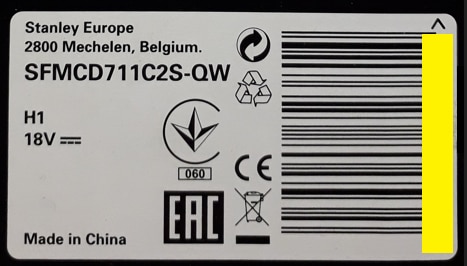 Stanley Europe
2800 Mechelen, Belgium.
SFMCD711C2S-QW
H1
18V
060
CE
EAC
Made in China